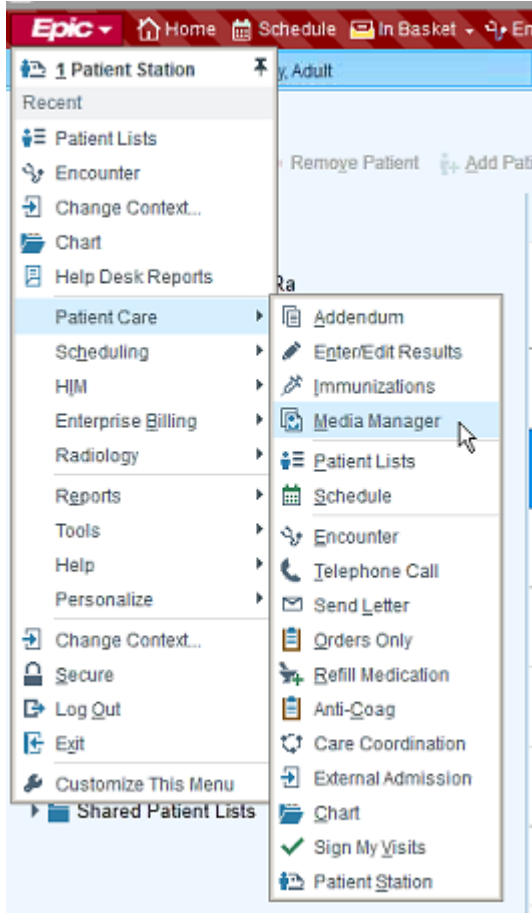 Epic Home Schedule In Basket
1 Patient Station
y, Adult
Recent
Patient Lists
Encounter
Remove Patient Add Pati
Change Context...
Chart
Help Desk Reports
Ra
Patient Care
Scheduling
HIM
Enterprise Billing
Radiology
Reports
Tools
Help
Personalize
Change Context...
Secure
Log Out
Exit
Customize This Menu
Shared Patient Lists
Addendum
Enter/Edit Results
Immunizations
Media Manager
Patient Lists
Schedule
Encounter
Telephone Call
Send Letter
Orders Only
Refill Medication
Anti-Coag
Care Coordination
External Admission
Chart
Sign My Visits
Patient Station